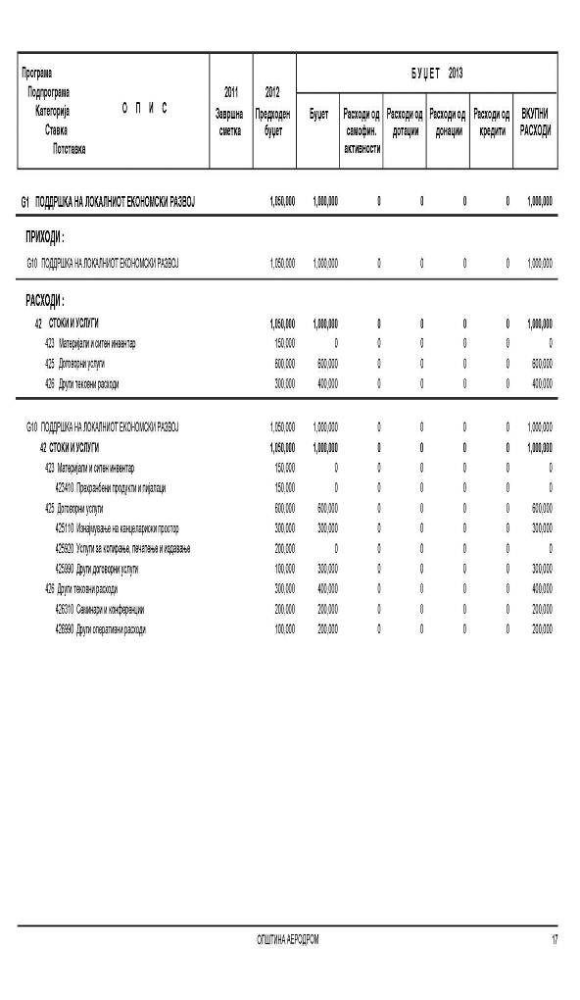 Програма
Подпрограма
Категорија
Ставка
Потставка
О П И С
2011
Завршна
сметка
2012
Предходен
буџет
Б У Џ Е Т 2013
Буџет
Расходи од
самофин.
активности
Расходи од
дотации
Расходи од
донации
Расходи од
кредити
ВКУПНИ
РАСХОДИ
G1 ПОДДРШКА НА ЛОКАЛНИОТ ЕКОНОМСКИ РАЗВОЈ 1,050,000 1,000,000 0 0 0 0 1,000,000
ПРИХОДИ :
G10 ПОДДРШКА НА ЛОКАЛНИОТ ЕКОНОМСКИ РАЗВОЈ 1,050,000 1,000,000 0 0 0 0 1,000,000
РАСХОДИ :
42 СТОКИ И УСЛУГИ 1,050,000 1,000,000 0 0 0 0 1,000,000
423 Материјали и ситен инвентар 150,000 0 0 0 0 0 0
425 Договорни услуги 600,000 600,000 0 0 0 0 600,000
426 Други тековни расходи 300,000 400,000 0 0 0 0 400,000
G10 ПОДДРШКА НА ЛОКАЛНИОТ ЕКОНОМСКИ РАЗВОЈ 1,050,000 1,000,000 0 0 0 0 1,000,000
42 СТОКИ И УСЛУГИ 1,050,000 1,000,000 0 0 0 0 1,000,000
423 Материјали и ситен инвентар 150,000 0 0 0 0 0 0
423410 Прехранбени продукти и пијалаци 150,000 0 0 0 0 0 0
425 Договорни услуги 600,000 600,000 0 0 0 0 600,000
425110 Изнајмување на канцелариски простор 300,000 300,000 0 0 0 0 300,000
425920 Услуги за копирање, печатење и издавање 200,000 0 0 0 0 0 0
425990 Други договорни услуги 100,000 300,000 0 0 0 0 300,000
426 Други тековни расходи 300,000 400,000 0 0 0 0 400,000
426310 Семинари и конференции 200,000 200,000 0 0 0 0 200,000
426990 Други оперативни расходи 100,000 200,000 0 0 0 0 200,000
ОПШТИНА АЕРОДРОМ 17